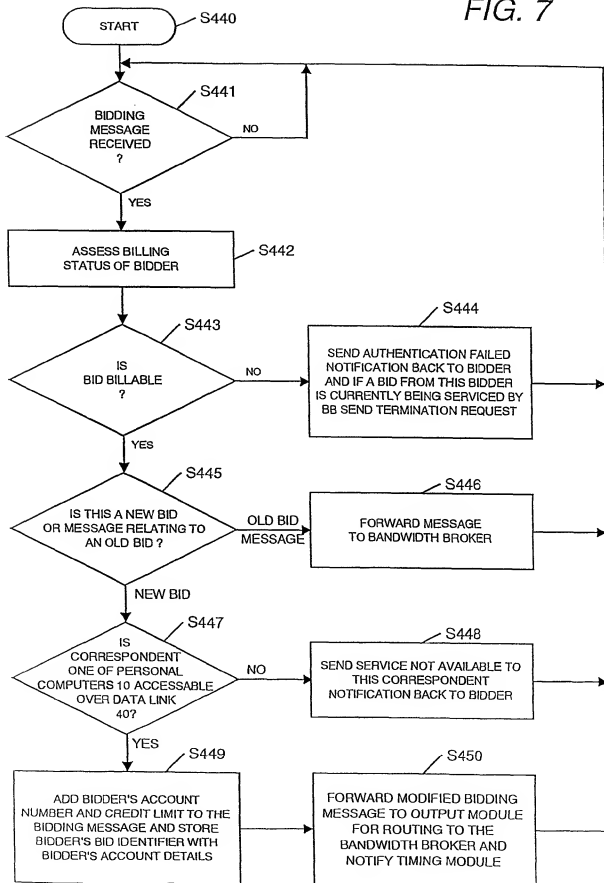 FIG. 7
START
S440
S441
BIDDING
MESSAGE
RECEIVED
?
NO
YES
ASSESS BILLING
STATUS OF BIDDER
S442
S443
IS
BID BILLABLE
?
NO
YES
S444
SEND AUTHENTICATION FAILED
NOTIFICATION BACK TO BIDDER
AND IF A BID FROM THIS BIDDER
IS CURRENTLY BEING SERVICED BY
BB SEND TERMINATION REQUEST
S445
IS THIS A NEW BID
OR MESSAGE RELATING TO
AN OLD BID ?
OLD BID
MESSAGE
NEW BID
S446
FORWARD MESSAGE
TO BANDWIDTH BROKER
S447
IS
CORRESPONDENT
ONE OF PERSONAL
COMPUTERS 10 ACCESSABLE
OVER DATA LINK
40?
NO
YES
S448
SEND SERVICE NOT AVAILABLE TO
THIS CORRESPONDENT
NOTIFICATION BACK TO BIDDER
S449
ADD BIDDER'S ACCOUNT
NUMBER AND CREDIT LIMIT TO THE
BIDDING MESSAGE AND STORE
BIDDER'S BID IDENTIFIER WITH
BIDDER'S ACCOUNT DETAILS
S450
FORWARD MODIFIED BIDDING
MESSAGE TO OUTPUT MODULE
FOR ROUTING TO THE
BANDWIDTH BROKER AND
NOTIFY TIMING MODULE